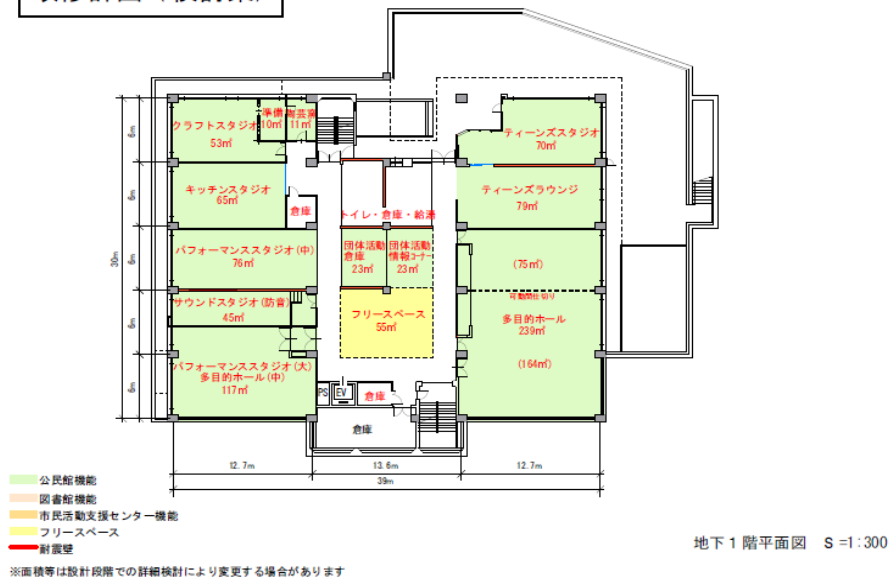 クラフトスタジオ
53㎡
準備
10㎡
陶芸窯
11㎡
ティーンズスタジオ
70㎡
キッチンスタジオ
65㎡
倉庫
トイレ・倉庫・給湯
ティーンズラウンジ
79㎡
パフォーマンススタジオ(中)
76㎡
団体活動
倉庫
23㎡
団体活動
情報コーナー
23㎡
(75㎡)
可動間仕切り
サウンドスタジオ(防音)
45㎡
フリースペース
55㎡
多目的ホール
239㎡
(164㎡)
パフォーマンススタジオ(大)
多目的ホール(中)
117㎡
PS
EV
倉庫
倉庫
6m
6m
6m
6m
6m
30m
12.7m
13.6m
12.7m
39m
公民館機能
図書館機能
市民活動支援センター機能
フリースペース
耐震壁
地下1階平面図 S=1:300
※面積等は設計段階での詳細検討により変更する場合があります